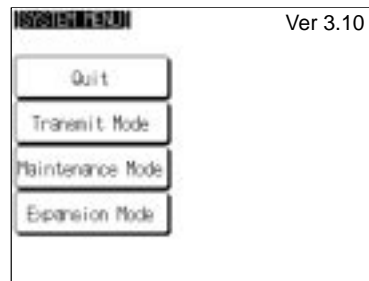 [SYSTEM MENU]
Ver 3.10
Quit
Transmit Mode
Maintenance Mode
Expansion Mode